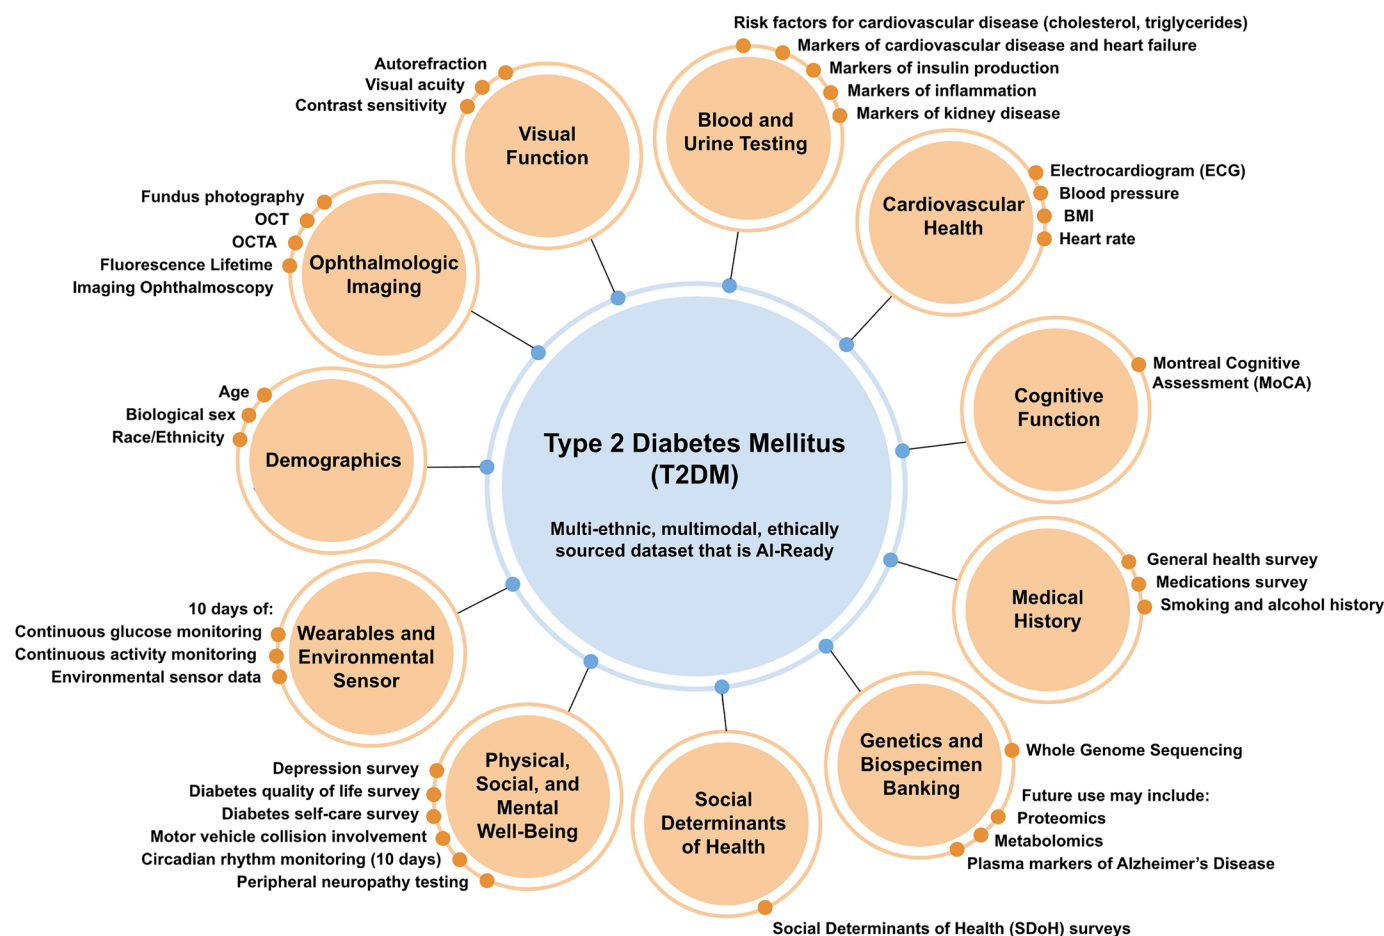 Risk factors for cardiovascular disease (cholesterol, triglycerides)
Markers of cardiovascular disease and heart failure
Markers of insulin production
Markers of inflammation
Markers of kidney disease
Blood and
Urine Testing
Autorefraction
Visual acuity
Contrast sensitivity
Visual
Function
Electrocardiogram (ECG)
Blood pressure
BMI
Heart rate
Cardiovascular
Health
Fundus photography
OCT
OCTA
Fluorescence Lifetime
Imaging Ophthalmoscopy
Ophthalmologic
Imaging
Montreal Cognitive
Assessment (MoCA)
Cognitive
Function
Age
Biological sex
Race/Ethnicity
Demographics
Type 2 Diabetes Mellitus
(T2DM)
Multi-ethnic, multimodal, ethically
sourced dataset that is AI-Ready
General health survey
Medications survey
Smoking and alcohol history
Medical
History
10 days of:
Continuous glucose monitoring
Continuous activity monitoring
Environmental sensor data
Wearables and
Environmental
Sensor
Genetics and
Biospecimen
Banking
Whole Genome Sequencing
Future use may include:
Proteomics
Metabolomics
Plasma markers of Alzheimer's Disease
Physical,
Social, and
Mental
Well-Being
Depression survey
Diabetes quality of life survey
Diabetes self-care survey
Motor vehicle collision involvement
Circadian rhythm monitoring (10 days)
Peripheral neuropathy testing
Social
Determinants
of Health
Social Determinants of Health (SDoH) surveys